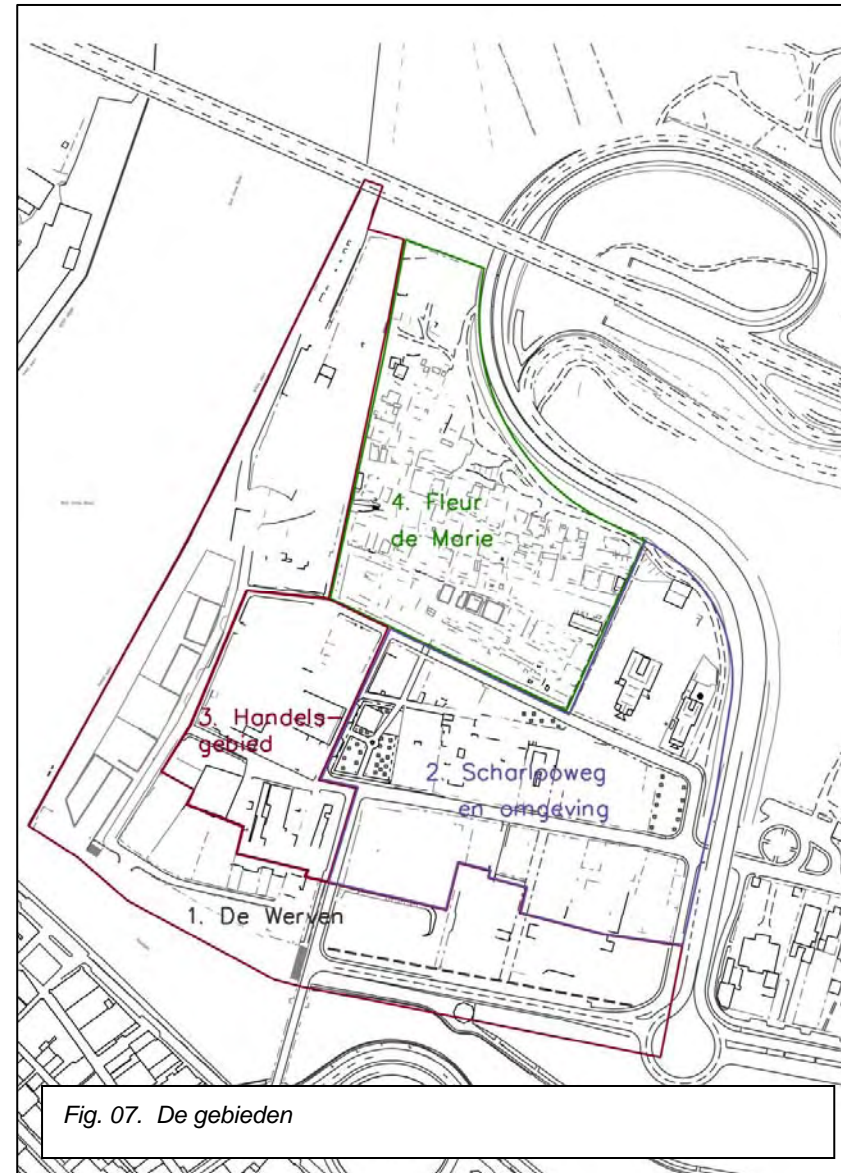 4. Fleur
de Marie
3. Handels-
gebied
2. Scharlooweg
en omgeving
1. De Werven
Fig. 07. De gebieden